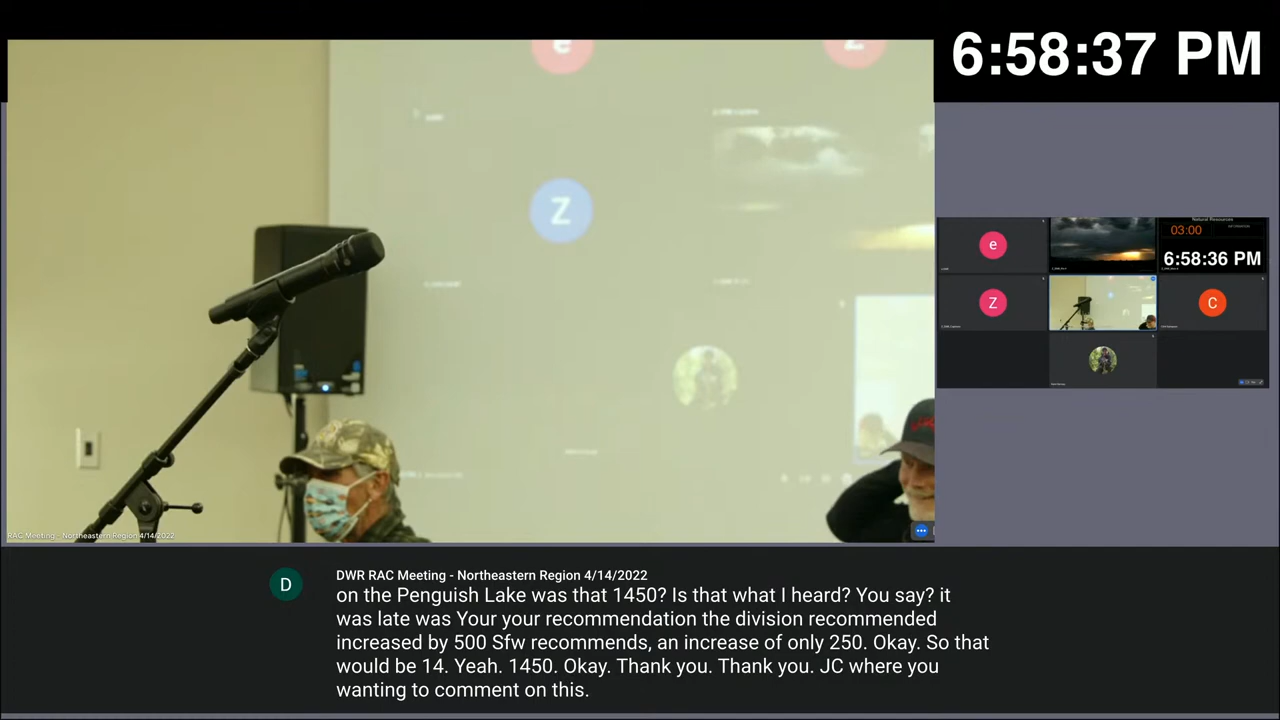 6:58:37 PM
e
Z
Z
RAC Meeting - Northeastern Region 4/14/2022
Natural Resources
03:00
6:58:36 PM
e
Z
C
D
DWR RAC Meeting - Northeastern Region 4/14/2022
on the Penguish Lake was that 1450? Is that what I heard? You say? it
was late was Your your recommendation the division recommended
increased by 500 Sfw recommends, an increase of only 250. Okay. So that
would be 14. Yeah. 1450. Okay. Thank you. Thank you. JC where you
wanting to comment on this.